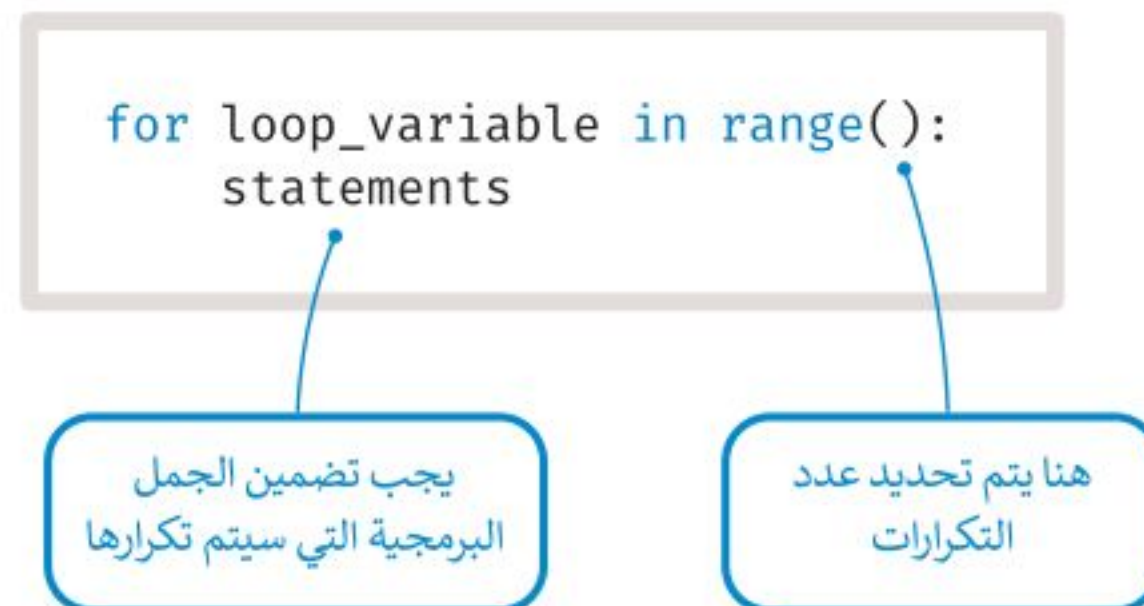 for loop_variable in range():
    statements
يجب تضمين الجمل
البرمجية التي سيتم تكرارها
هنا يتم تحديد عدد
التكرارات